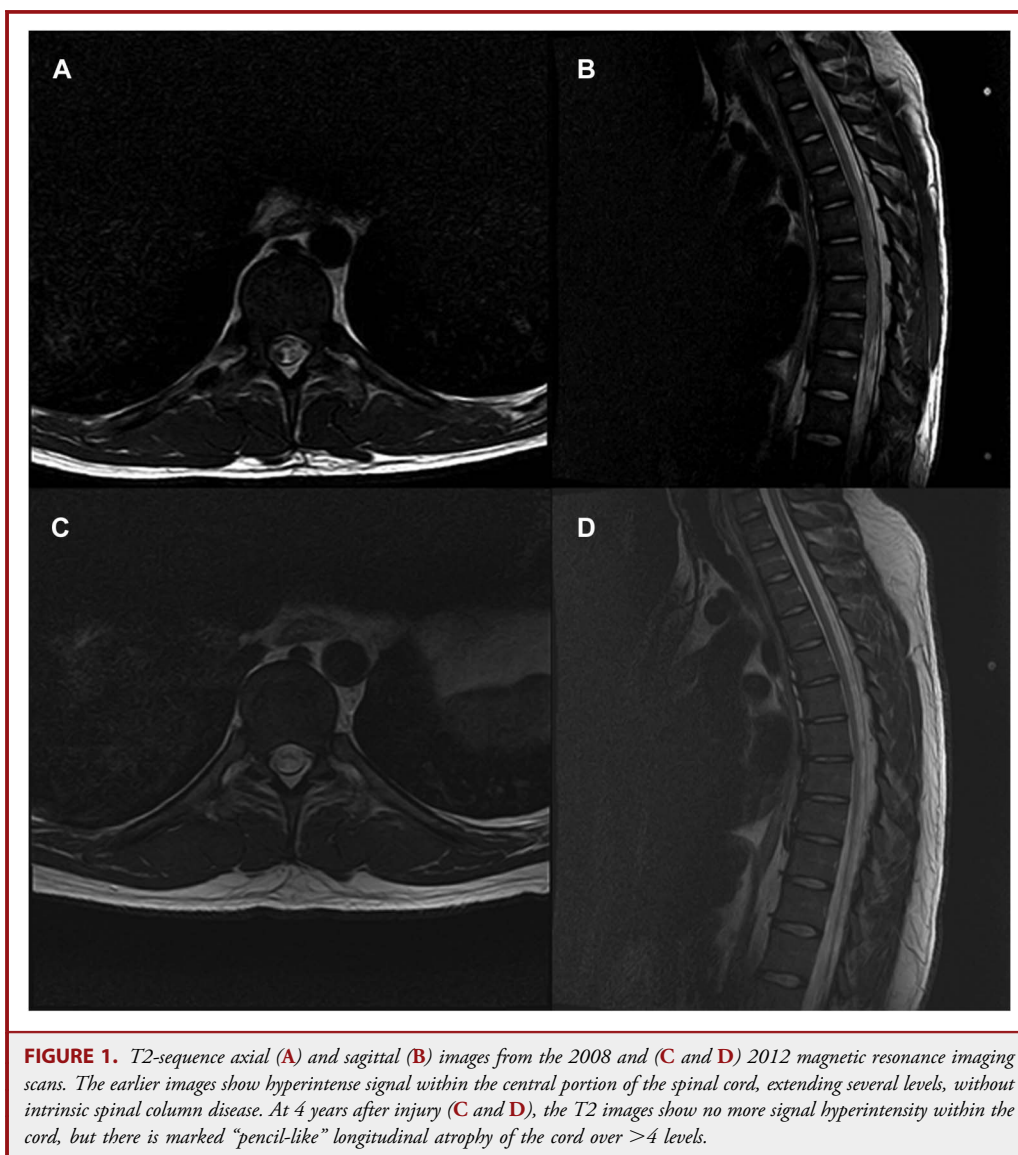 A
B
C
D
FIGURE 1. T2-sequence axial (A) and sagittal (B) images from the 2008 and (C and D) 2012 magnetic resonance imaging
scans. The earlier images show hyperintense signal within the central portion of the spinal cord, extending several levels, without
intrinsic spinal column disease. At 4 years after injury (C and D), the T2 images show no more signal hyperintensity within the
cord, but there is marked “pencil-like” longitudinal atrophy of the cord over >4 levels.